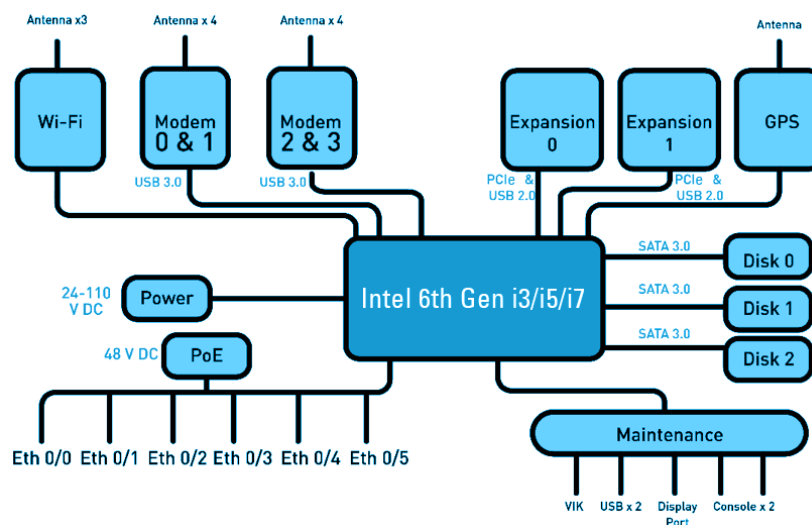 Antenna x3
Antenna x 4
Antenna x 4
Antenna
Wi-Fi
Modem
0 & 1
Modem
2 & 3
Expansion
0
Expansion
1
GPS
USB 3.0
USB 3.0
PCIe &
USB 2.0
PCIe &
USB 2.0
24-110
V DC
Power
Intel 6th Gen i3/i5/i7
SATA 3.0
Disk 0
SATA 3.0
Disk 1
SATA 3.0
Disk 2
48 V DC
PoE
Eth 0/0
Eth 0/1
Eth 0/2
Eth 0/3
Eth 0/4
Eth 0/5
Maintenance
VIK
USB x 2
Display
Port
Console x 2